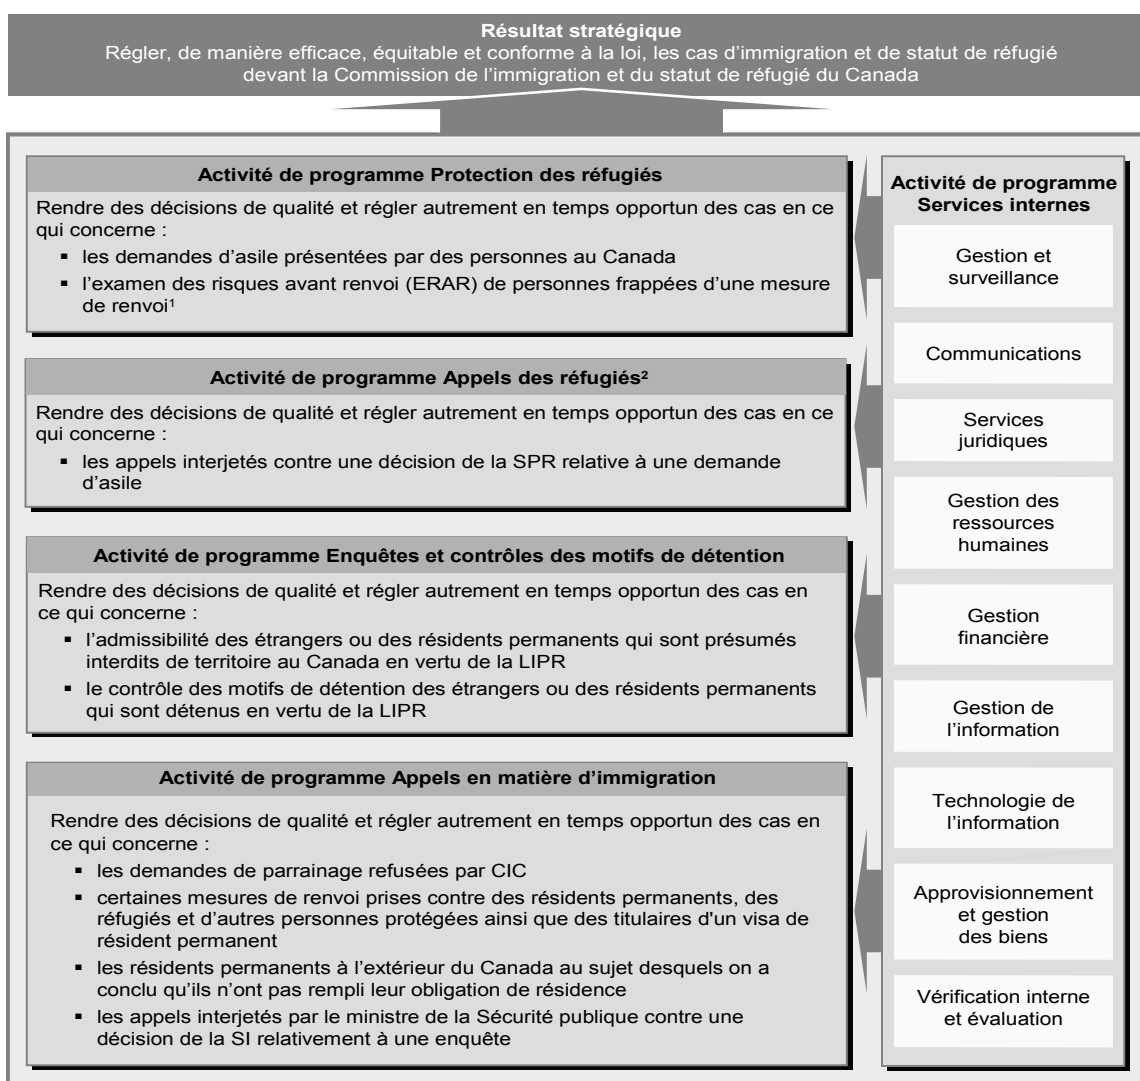 Résultat stratégique
Régler, de manière efficace, équitable et conforme à la loi, les cas d’immigration et de statut de réfugié
devant la Commission de l’immigration et du statut de réfugié du Canada
Activité de programme Protection des réfugiés
Rendre des décisions de qualité et régler autrement en temps opportun des cas en ce
qui concerne :
▪ les demandes d’asile présentées par des personnes au Canada
▪ l’examen des risques avant renvoi (ERAR) de personnes frappées d’une mesure
de renvoi¹
Activité de programme Appels des réfugiés²
Rendre des décisions de qualité et régler autrement en temps opportun des cas en ce
qui concerne :
▪ les appels interjetés contre une décision de la SPR relative à une demande
d’asile
Activité de programme Enquêtes et contrôles des motifs de détention
Rendre des décisions de qualité et régler autrement en temps opportun des cas en
ce qui concerne :
▪ l’admissibilité des étrangers ou des résidents permanents qui sont présumés
interdits de territoire au Canada en vertu de la LIPR
▪ le contrôle des motifs de détention des étrangers ou des résidents permanents
qui sont détenus en vertu de la LIPR
Activité de programme Appels en matière d’immigration
Rendre des décisions de qualité et régler autrement en temps opportun des cas en
ce qui concerne :
▪ les demandes de parrainage refusées par CIC
▪ certaines mesures de renvoi prises contre des résidents permanents, des
réfugiés et d’autres personnes protégées ainsi que des titulaires d'un visa de
résident permanent
▪ les résidents permanents à l’extérieur du Canada au sujet desquels on a
conclu qu’ils n’ont pas rempli leur obligation de résidence
▪ les appels interjetés par le ministre de la Sécurité publique contre une
décision de la SI relativement à une enquête
Activité de programme
Services internes
Gestion et
surveillance
Communications
Services
juridiques
Gestion des
ressources
humaines
Gestion
financière
Gestion de
l’information
Technologie de
l’information
Approvisionnement
et gestion
des biens
Vérification interne
et évaluation